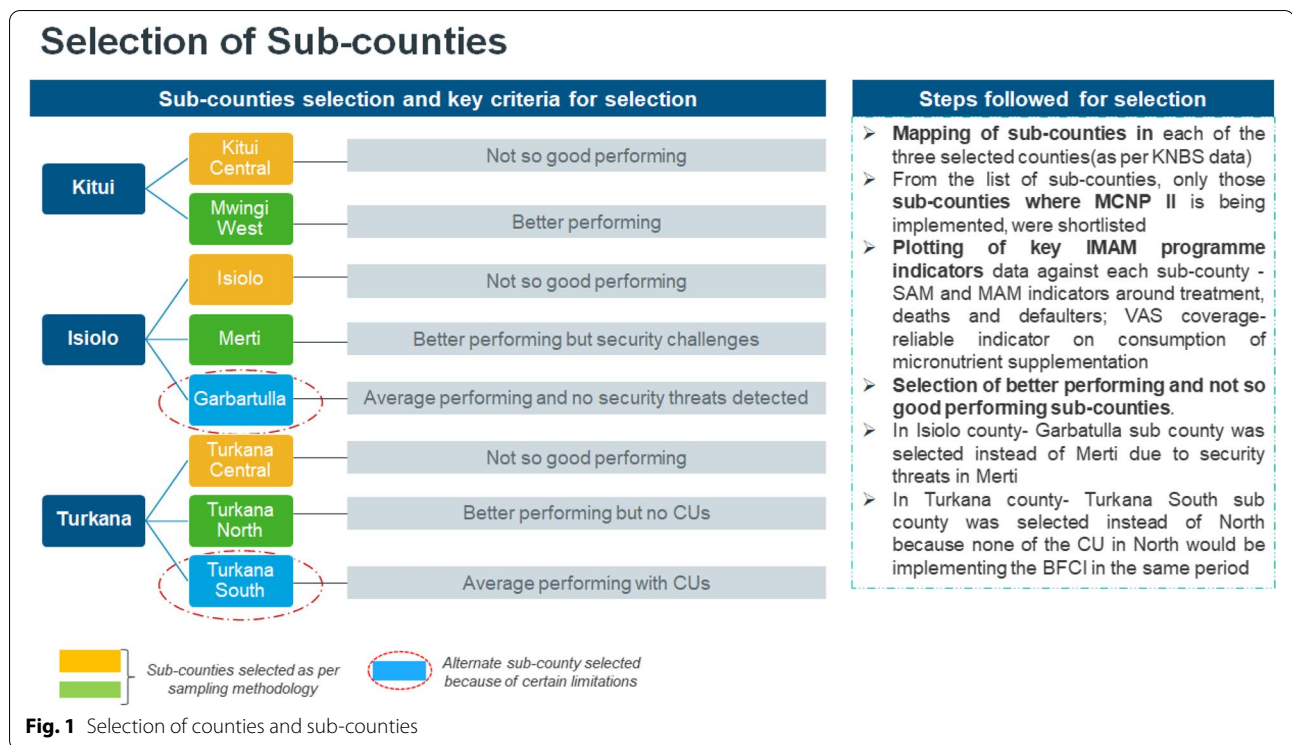 Selection of Sub-counties
Sub-counties selection and key criteria for selection
Kitui
Kitui
Central
Not so good performing
Mwingi
West
Better performing
Isiolo
Isiolo
Not so good performing
Merti
Better performing but security challenges
Garbartulla
Average performing and no security threats detected
Turkana
Turkana
Central
Not so good performing
Turkana
North
Better performing but no CUs
Turkana
South
Average performing with CUs
Steps followed for selection
➢ Mapping of sub-counties in each of the
three selected counties(as per KNBS data)
➢ From the list of sub-counties, only those
sub-counties where MCNP II is being
implemented, were shortlisted
➢ Plotting of key IMAM programme
indicators data against each sub-county -
SAM and MAM indicators around treatment,
deaths and defaulters; VAS coverage-
reliable indicator on consumption of
micronutrient supplementation
➢ Selection of better performing and not so
good performing sub-counties.
➢ In Isiolo county- Garbatulla sub county was
selected instead of Merti due to security
threats in Merti
➢ In Turkana county- Turkana South sub
county was selected instead of North
because none of the CU in North would be
implementing the BFCI in the same period
Sub-counties selected as per
sampling methodology
Alternate sub-county selected
because of certain limitations
Fig. 1 Selection of counties and sub-counties